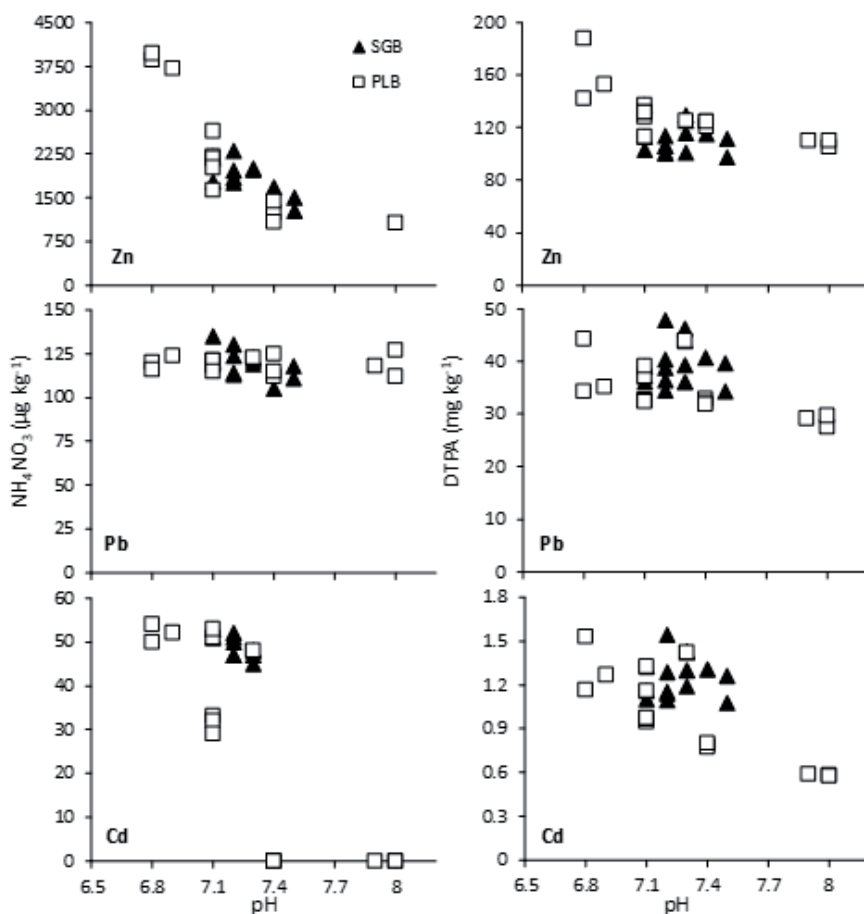 4500
3750
3000
2250
1500
750
0
▲ SGB
□ PLB
Zn
200
160
120
80
40
0
Zn
150
125
100
75
50
25
0
Pb
NH₄NO₃ (µg kg⁻¹)
50
40
30
20
10
0
Pb
DTPA (mg kg⁻¹)
60
50
40
30
20
10
0
Cd
6.5 6.8 7.1 7.4 7.7 8
pH
1.8
1.5
1.2
0.9
0.6
0.3
0
Cd
6.5 6.8 7.1 7.4 7.7 8
pH